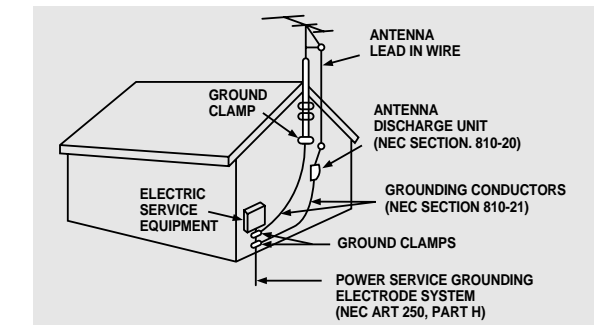 ANTENNA
LEAD IN WIRE
GROUND
CLAMP
ANTENNA
DISCHARGE UNIT
(NEC SECTION. 810-20)
ELECTRIC
SERVICE
EQUIPMENT
GROUNDING CONDUCTORS
(NEC SECTION 810-21)
GROUND CLAMPS
POWER SERVICE GROUNDING
ELECTRODE SYSTEM
(NEC ART 250, PART H)